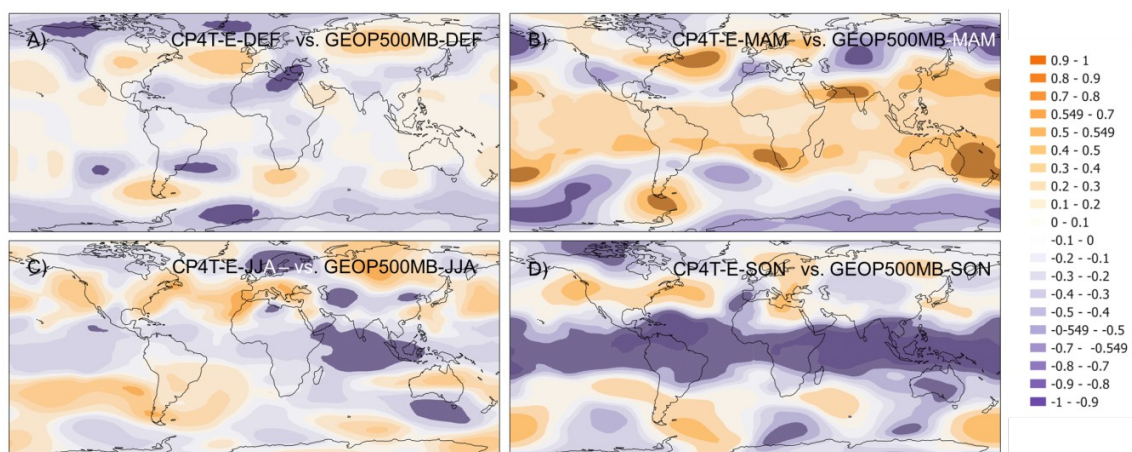 A) CP4T-E-DEF vs. GEOP500MB-DEF
B) CP4T-E-MAM vs. GEOP500MB-MAM
C) CP4T-E-JJA – vs. GEOP500MB-JJA
D) CP4T-E-SON vs. GEOP500MB-SON
0.9 - 1
0.8 - 0.9
0.7 - 0.8
0.549 - 0.7
0.5 - 0.549
0.4 - 0.5
0.3 - 0.4
0.2 - 0.3
0.1 - 0.2
0 - 0.1
-0.1 - 0
-0.2 - -0.1
-0.3 - -0.2
-0.4 - -0.3
-0.5 - -0.4
-0.549 - -0.5
-0.7 - -0.549
-0.8 - -0.7
-0.9 - -0.8
-1 - -0.9